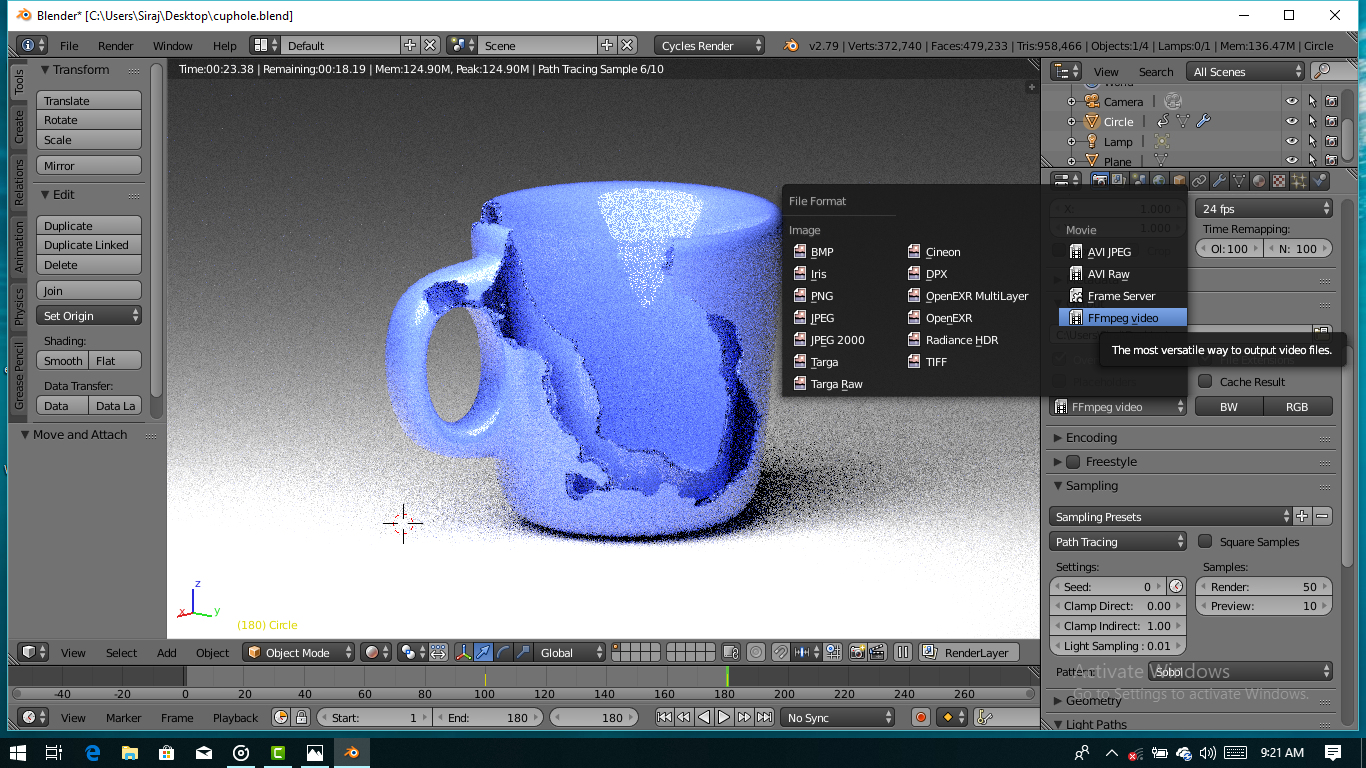 Blender* [C:\Users\Siraj\Desktop\cuphole.blend]
File Render Window Help Default Scene Cycles Render v2.79 | Verts:372,740 | Faces:479,233 | Tris:958,466 | Objects:1/4 | Lamps:0/1 | Mem:136.47M | Circle
Time:00:23.38 | Remaining:00:18.19 | Mem:124.90M, Peak:124.90M | Path Tracing Sample 6/10
Tools
Create
Relations
Animation
Physics
Grease Pencil
Transform
Translate
Rotate
Scale
Mirror
Edit
Duplicate
Duplicate Linked
Delete
Join
Set Origin
Shading:
Smooth Flat
Data Transfer:
Data Data La
Move and Attach
View Search All Scenes
World
Camera
Circle
Lamp
Plane
File Format
Image
BMP
Iris
PNG
JPEG
JPEG 2000
Targa
Targa Raw
Cineon
DPX
OpenEXR MultiLayer
OpenEXR
Radiance HDR
TIFF
Movie
AVI JPEG
AVI Raw
Frame Server
FFmpeg video
The most versatile way to output video files.
X: 1.000
1.000
24 fps
Time Remapping:
Ol:100 N: 100
Cache Result
FFmpeg video BW RGB
Encoding
Freestyle
Sampling
Sampling Presets
Path Tracing Square Samples
Settings: Samples:
Seed: 0 Render: 50
Clamp Direct: 0.00 Preview: 10
Clamp Indirect: 1.00
Light Sampling : 0.01
Sobol
Geometry
Light Paths
Activate Windows
Go to Settings to activate Windows.
z
x y
(180) Circle
View Select Add Object Object Mode Global RenderLayer
-40 -20 0 20 40 60 80 100 120 140 160 180 200 220 240 260
View Marker Frame Playback Start: 1 End: 180 180 No Sync
9:21 AM